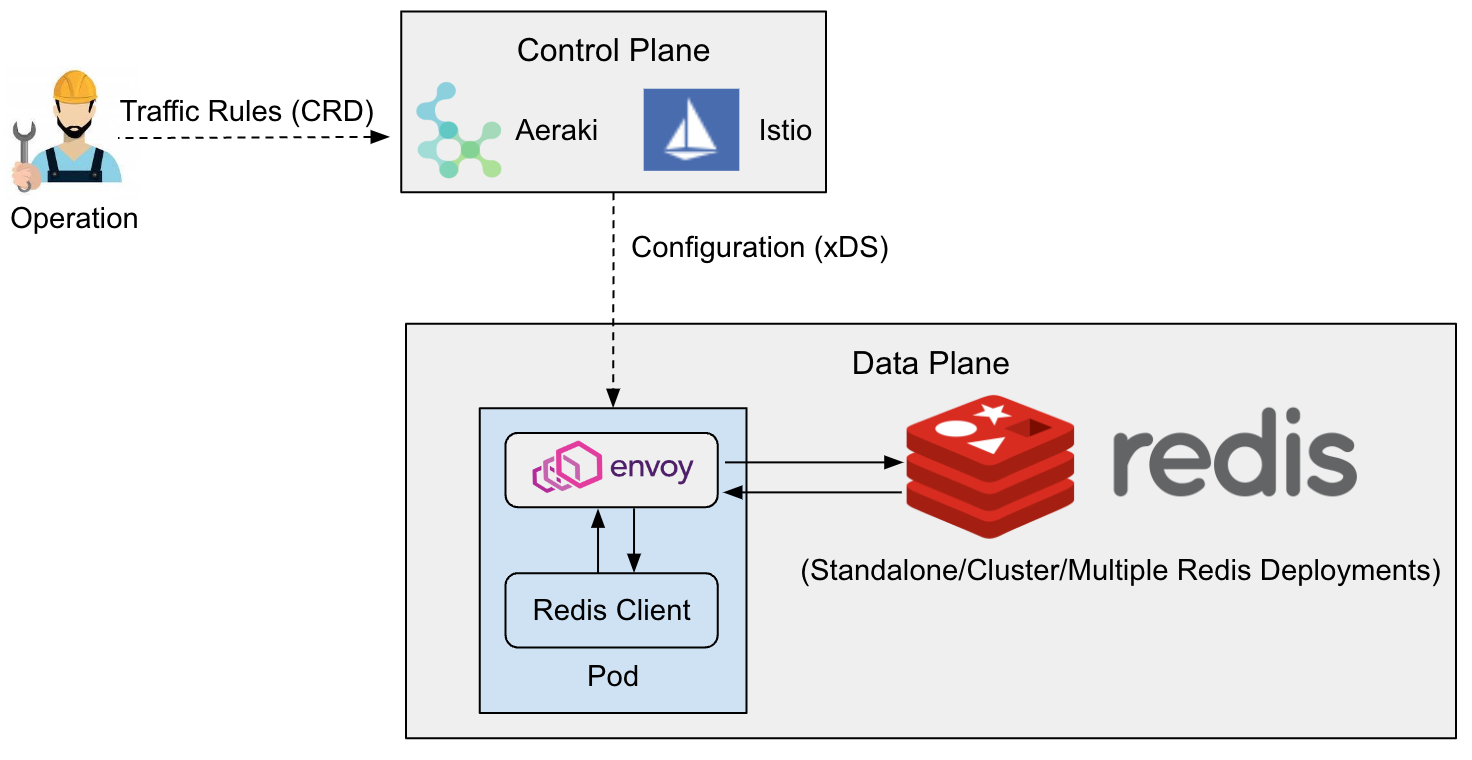 Control Plane
Traffic Rules (CRD)
Aeraki
Istio
Operation
Configuration (xDS)
Data Plane
envoy
redis
(Standalone/Cluster/Multiple Redis Deployments)
Redis Client
Pod